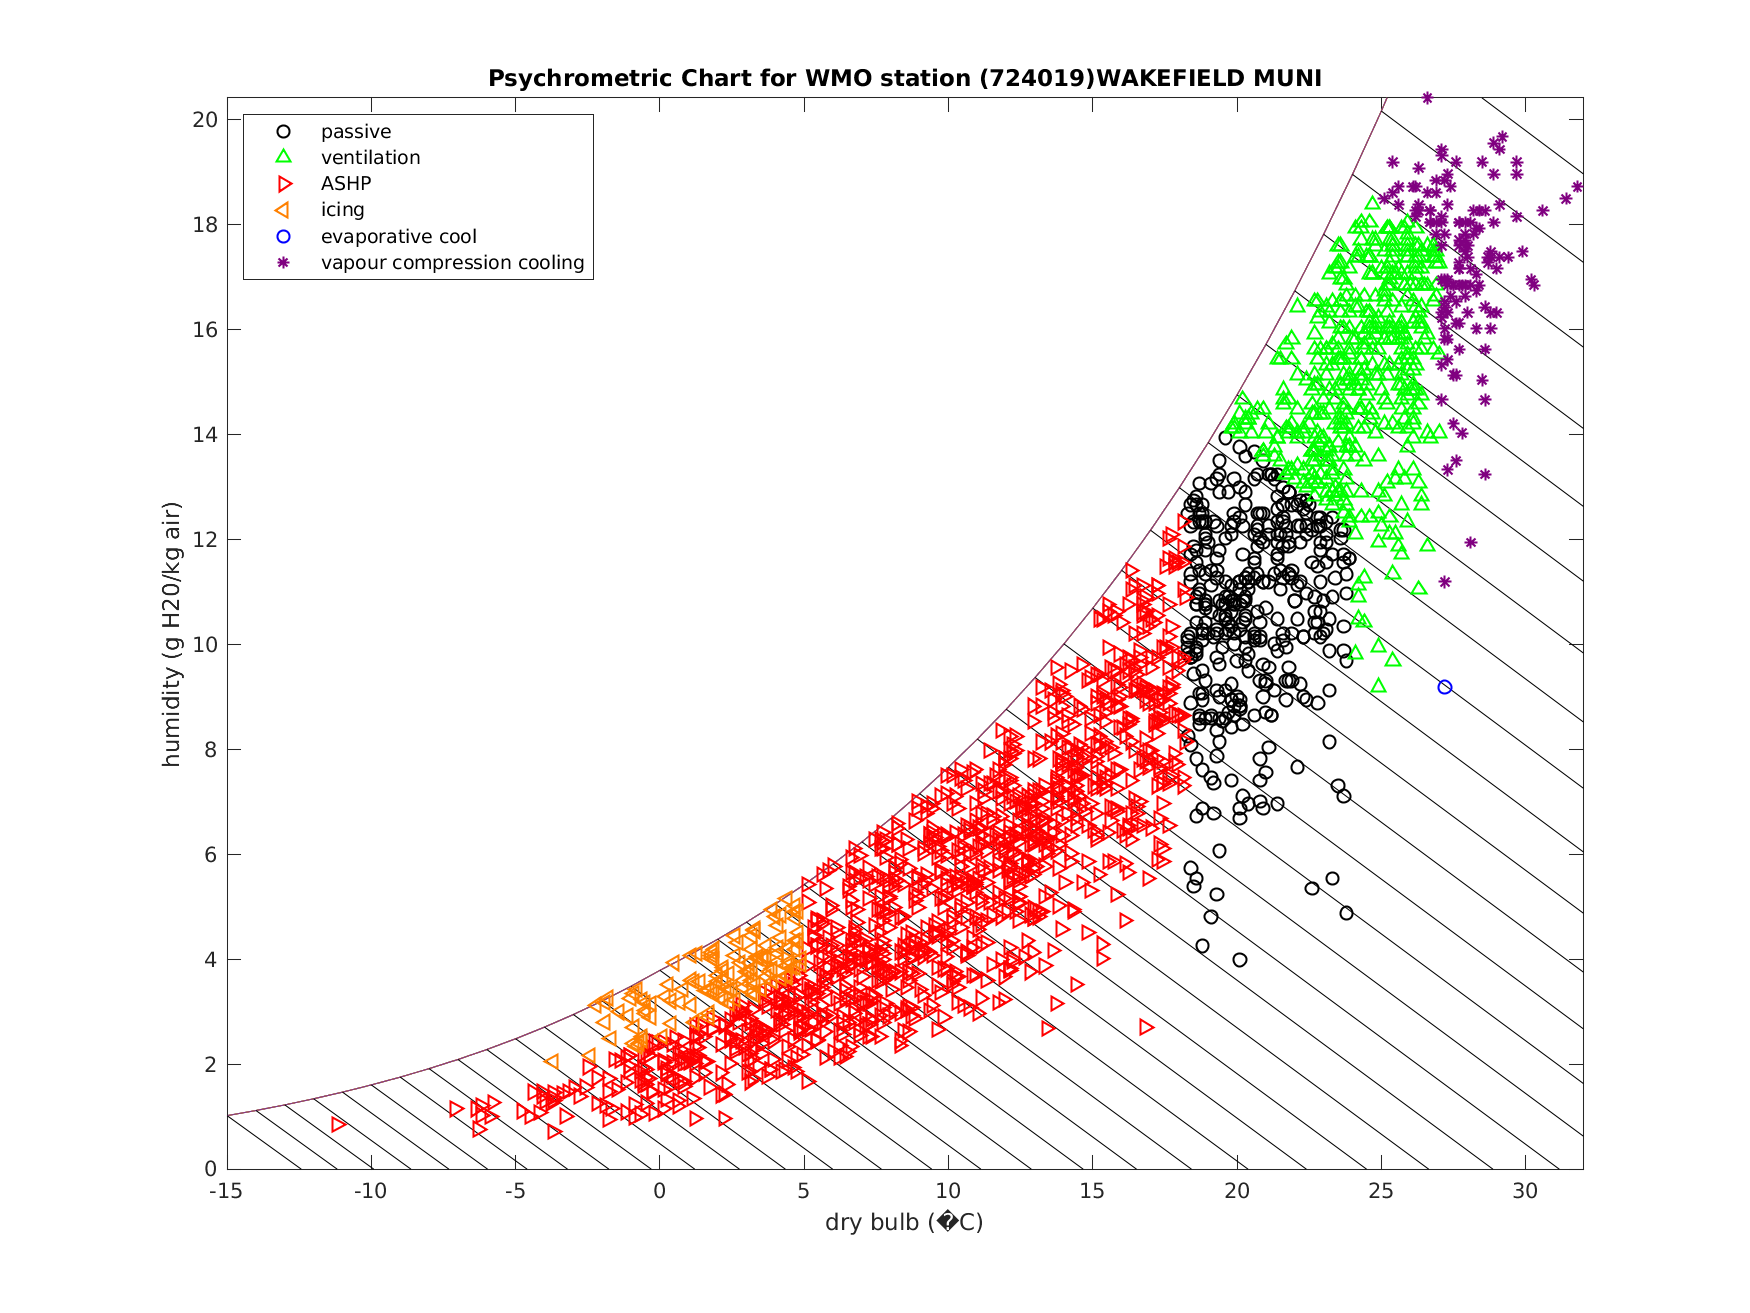 Psychrometric Chart for WMO station (724019)WAKEFIELD MUNI
passive
ventilation
ASHP
icing
evaporative cool
vapour compression cooling
humidity (g H20/kg air)
20
18
16
14
12
10
8
6
4
2
0
-15 -10 -5 0 5 10 15 20 25 30
dry bulb (�C)